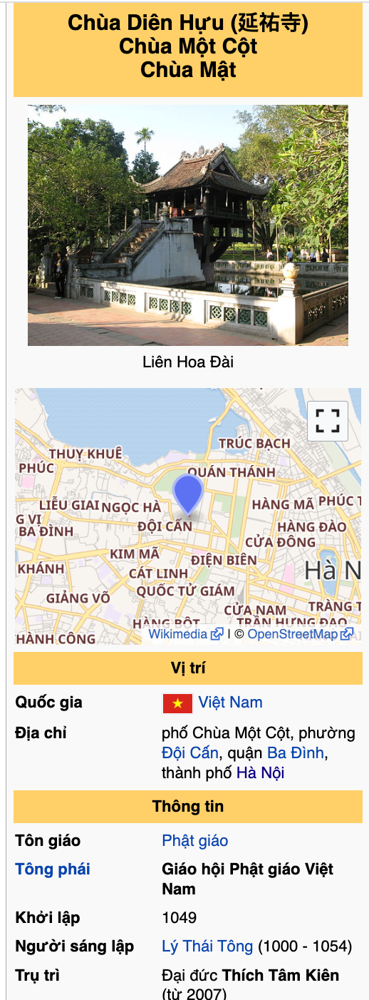 Chùa Diên Hựu (延祐寺)
Chùa Một Cột
Chùa Mật
Liên Hoa Đài
TRÚC BẠCH
THUỴ KHUÊ
PHÚC
QUÁN THÁNH
LIỄU GIAI
NGỌC HÀ
HÀNG MÃ
PHÚC T
G VỊ
BA ĐÌNH
ĐỘI CẤN
HÀNG ĐÀO
CỬA ĐÔNG
KIM MÃ
ĐIỆN BIÊN
KHÁNH
CÁT LINH
Hà N
QUỐC TỬ GIÁM
GIẢNG VÕ
CỬA NAM
TRÀNG T
HÀNG BỘT
TRẦN HƯNG ĐẠO
HÀNH CÔNG
Wikimedia | © OpenStreetMap
Vị trí
Quốc gia Việt Nam
Địa chỉ phố Chùa Một Cột, phường
Đội Cấn, quận Ba Đình,
thành phố Hà Nội
Thông tin
Tôn giáo Phật giáo
Tông phái Giáo hội Phật giáo Việt
Nam
Khởi lập 1049
Người sáng lập Lý Thái Tông (1000 - 1054)
Trụ trì Đại đức Thích Tâm Kiên
(từ 2007)